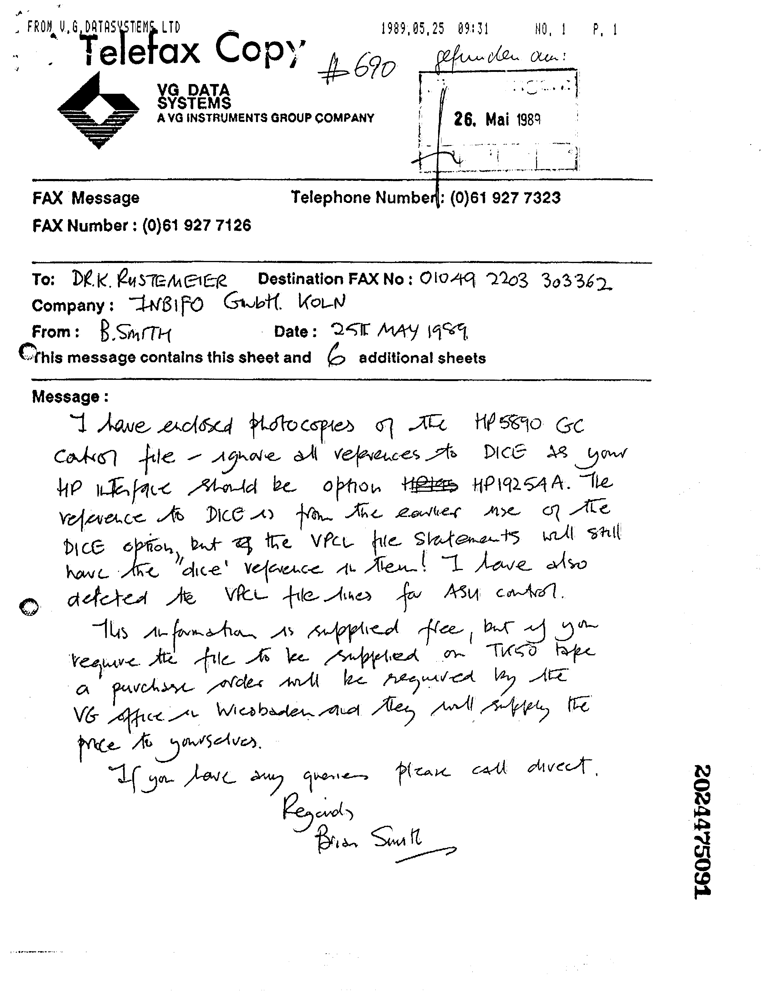 FROM V.G.DATASYSTEMS LTD 1989,05,25 09:31 NO. 1 P. 1
Telefax Copy
#690
gefunden am:
VG DATA
SYSTEMS
A VG INSTRUMENTS GROUP COMPANY
26. Mai 1989
FAX Message Telephone Number: (0)61 927 7323
FAX Number : (0)61 927 7126
To: DR.K. RUSTEMEIER Destination FAX No : 01049 2203 303362
Company : INBIFO GmbH. KOLN
From : B.SMITH Date : 25TH MAY 1989
This message contains this sheet and 6 additional sheets
Message :
I have enclosed photocopies of the HP5890 GC
Control file – ignore all references to DICE as your
HP interface should be option HP19254A. The
reference to DICE is from the earlier use of the
DICE option, but the VPCL file statements will still
have the "dice' reference in them! I have also
deleted the VPCL file lines for ASU control.
This information is supplied free, but if you
require the file to be supplied on TK50 tape
a purchase order will be required by the
VG office in Wiesbaden and they will supply the
price to yourselves.
If you have any queries please call direct.
Regards
Brian Smith
2024475091